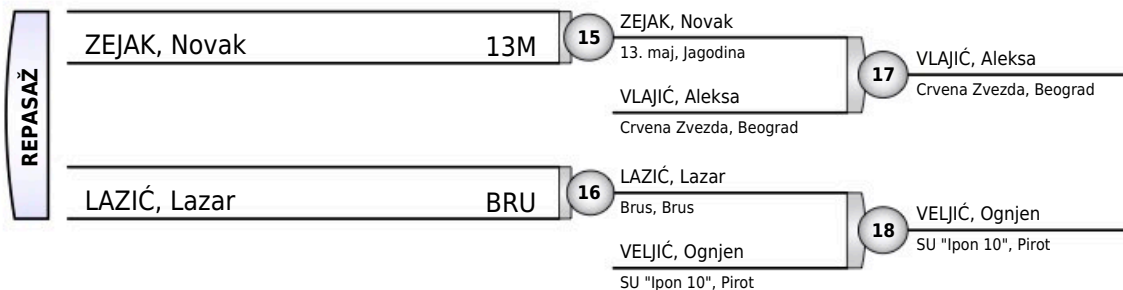 REPASAŽ
ZEJAK, Novak 13M
15
ZEJAK, Novak
13. maj, Jagodina
VLAJIĆ, Aleksa
Crvena Zvezda, Beograd
17
VLAJIĆ, Aleksa
Crvena Zvezda, Beograd
LAZIĆ, Lazar BRU
16
LAZIĆ, Lazar
Brus, Brus
VELJIĆ, Ognjen
SU "Ipon 10", Pirot
18
VELJIĆ, Ognjen
SU "Ipon 10", Pirot